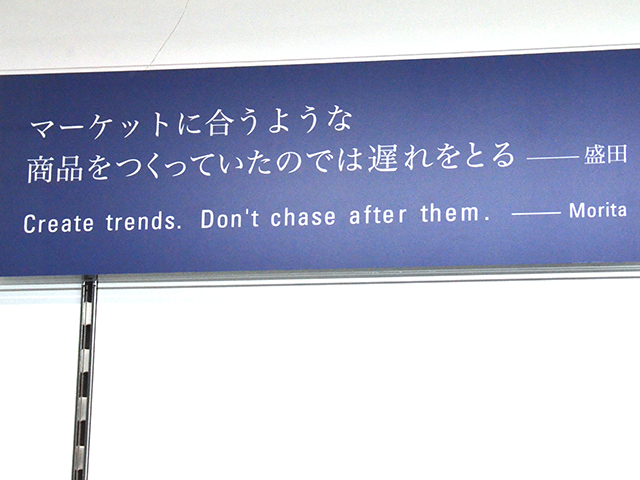 マーケットに合うような
商品をつくっていたのでは遅れをとる ── 盛田
Create trends. Don't chase after them. ── Morita